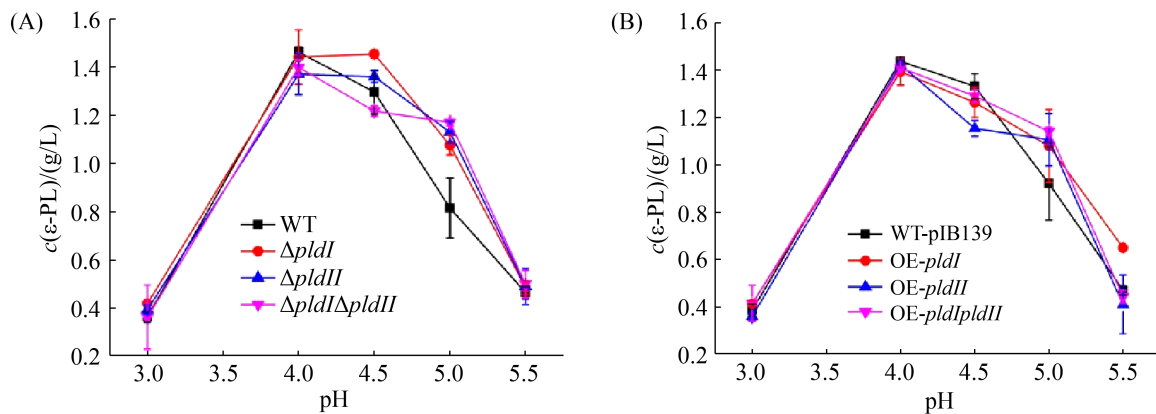 (A)
1.6
1.4
1.2
1.0
0.8
0.6
0.4
0.2
c(ε-PL)/(g/L)
WT
ΔpldI
ΔpldII
ΔpldIΔpldII
3.0 3.5 4.0 4.5 5.0 5.5
pH
(B)
1.6
1.4
1.2
1.0
0.8
0.6
0.4
0.2
c(ε-PL)/(g/L)
WT-pIB139
OE-pldI
OE-pldII
OE-pldIpldII
3.0 3.5 4.0 4.5 5.0 5.5
pH